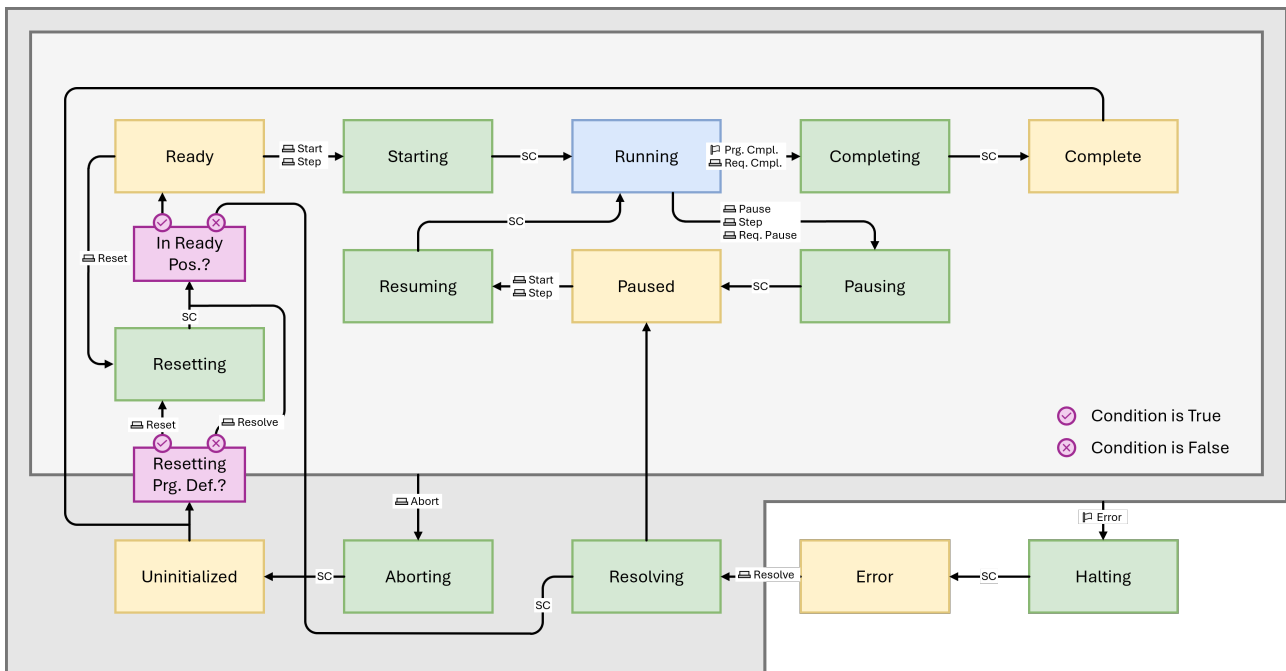 Ready
Start
Step
Starting
SC
Running
Prg. Cmpl.
Req. Cmpl.
Completing
SC
Complete
Pause
Step
Req. Pause
SC
In Ready
Pos.?
Reset
Resuming
Start
Step
Paused
SC
Pausing
SC
Resetting
Reset
Resolve
Condition is True
Condition is False
Resetting
Prg. Def.?
Abort
Error
Uninitialized
SC
Aborting
Resolving
Resolve
Error
SC
Halting
SC